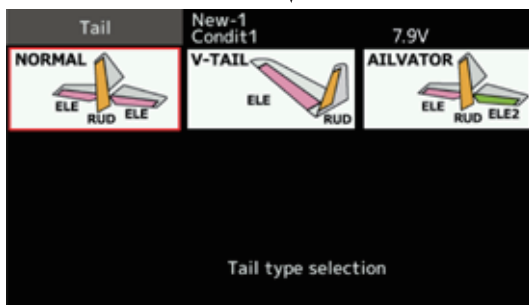 Tail
New-1
Condit1
7.9V
NORMAL
ELE
RUD
ELE
V-TAIL
ELE
RUD
AILVATOR
ELE
RUD
ELE2
Tail type selection